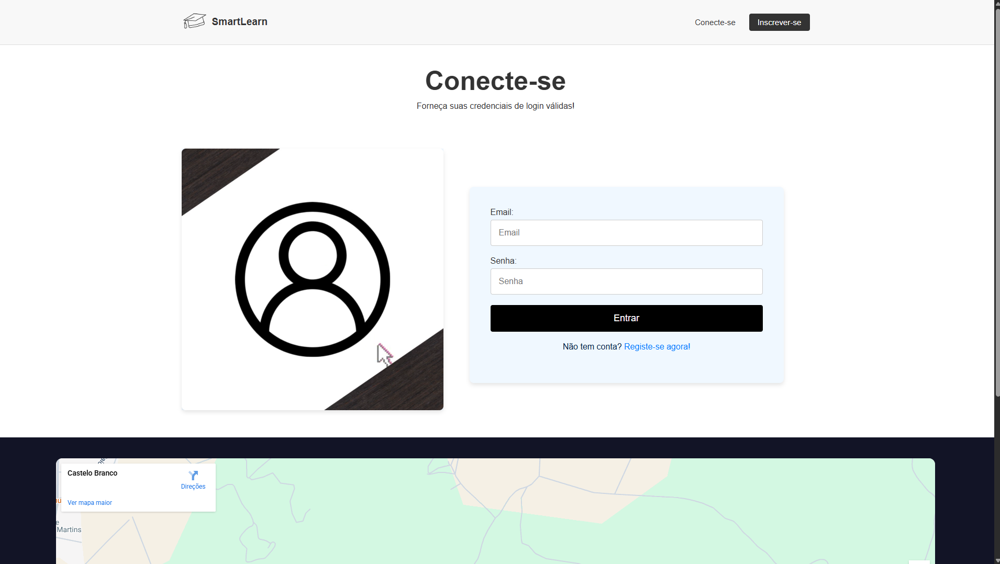 SmartLearn
Conecte-se
Inscrever-se
Conecte-se
Forneça suas credenciais de login válidas!
Email:
Email
Senha:
Senha
Entrar
Não tem conta? Registe-se agora!
Castelo Branco
Direções
Ver mapa maior
Martins